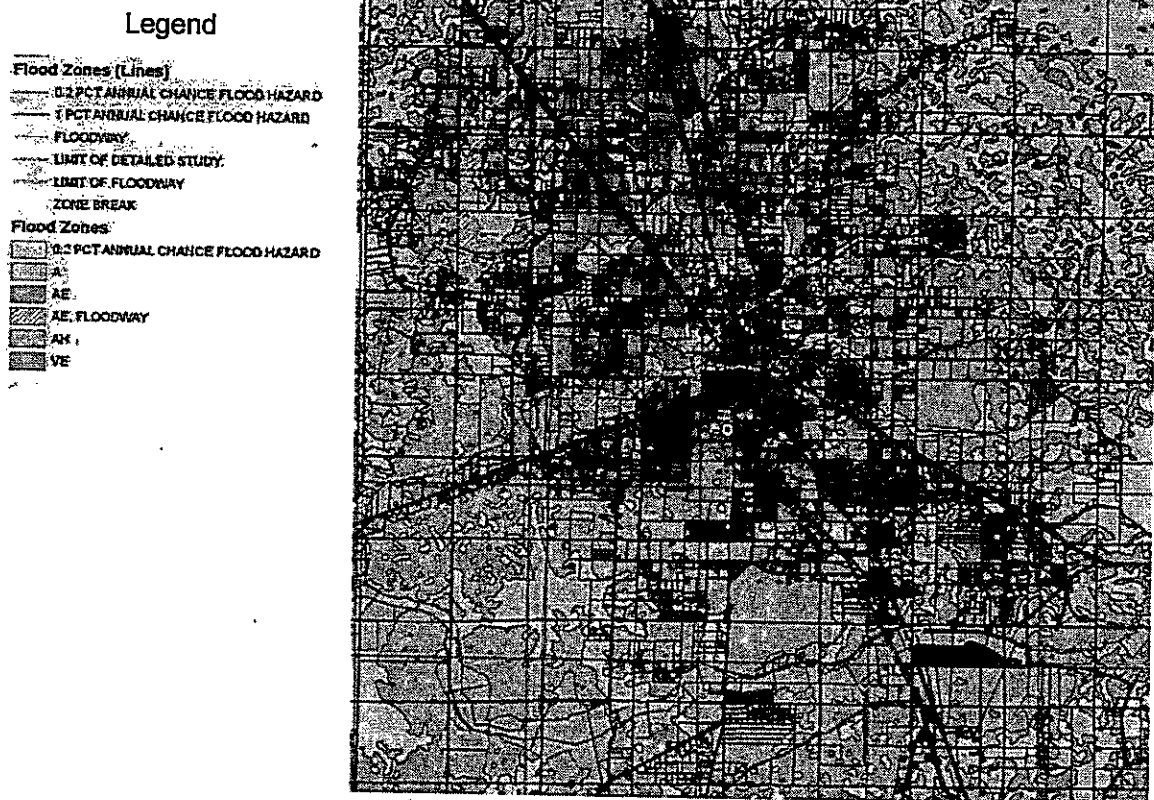 Legend
Flood Zones (Lines)
0.2 PCT ANNUAL CHANCE FLOOD HAZARD
1 PCT ANNUAL CHANCE FLOOD HAZARD
FLOODWAY
LIMIT OF DETAILED STUDY
LIMIT OF FLOODWAY
ZONE BREAK
Flood Zones
0.2 PCT ANNUAL CHANCE FLOOD HAZARD
A
AE
AE, FLOODWAY
AH
VE